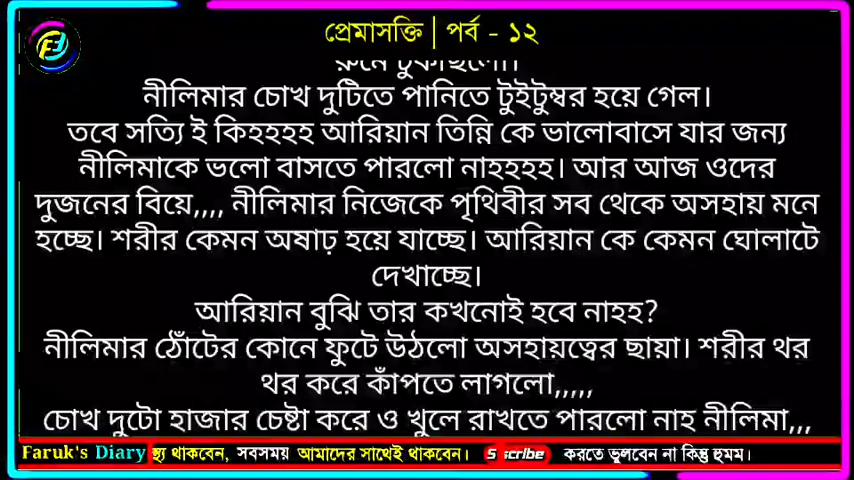 প্রেমাসক্তি | পর্ব - ১২
নীলিমার চোখ দুটিতে পানিতে টুইটুম্বর হয়ে গেল।
তবে সত্যি ই কিহহহহ আরিয়ান তিন্নি কে ভালোবাসে যার জন্য
নীলিমাকে ভলো বাসতে পারলো নাহহহহ। আর আজ ওদের
দুজনের বিয়ে,,,, নীলিমার নিজেকে পৃথিবীর সব থেকে অসহায় মনে
হচ্ছে। শরীর কেমন অষাঢ় হয়ে যাচ্ছে। আরিয়ান কে কেমন ঘোলাটে
দেখাচ্ছে।
আরিয়ান বুঝি তার কখনোই হবে নাহহ?
নীলিমার ঠোঁটের কোনে ফুটে উঠলো অসহায়ত্বের ছায়া। শরীর থর
থর করে কাঁপতে লাগলো,,,,,
চোখ দুটো হাজার চেষ্টা করে ও খুলে রাখতে পারলো নাহ নীলিমা,,,
Faruk's Diary থাকবেন, সবসময় আমাদের সাথেই থাকবেন। করতে ভুলবেন না কিন্তু হুমম।